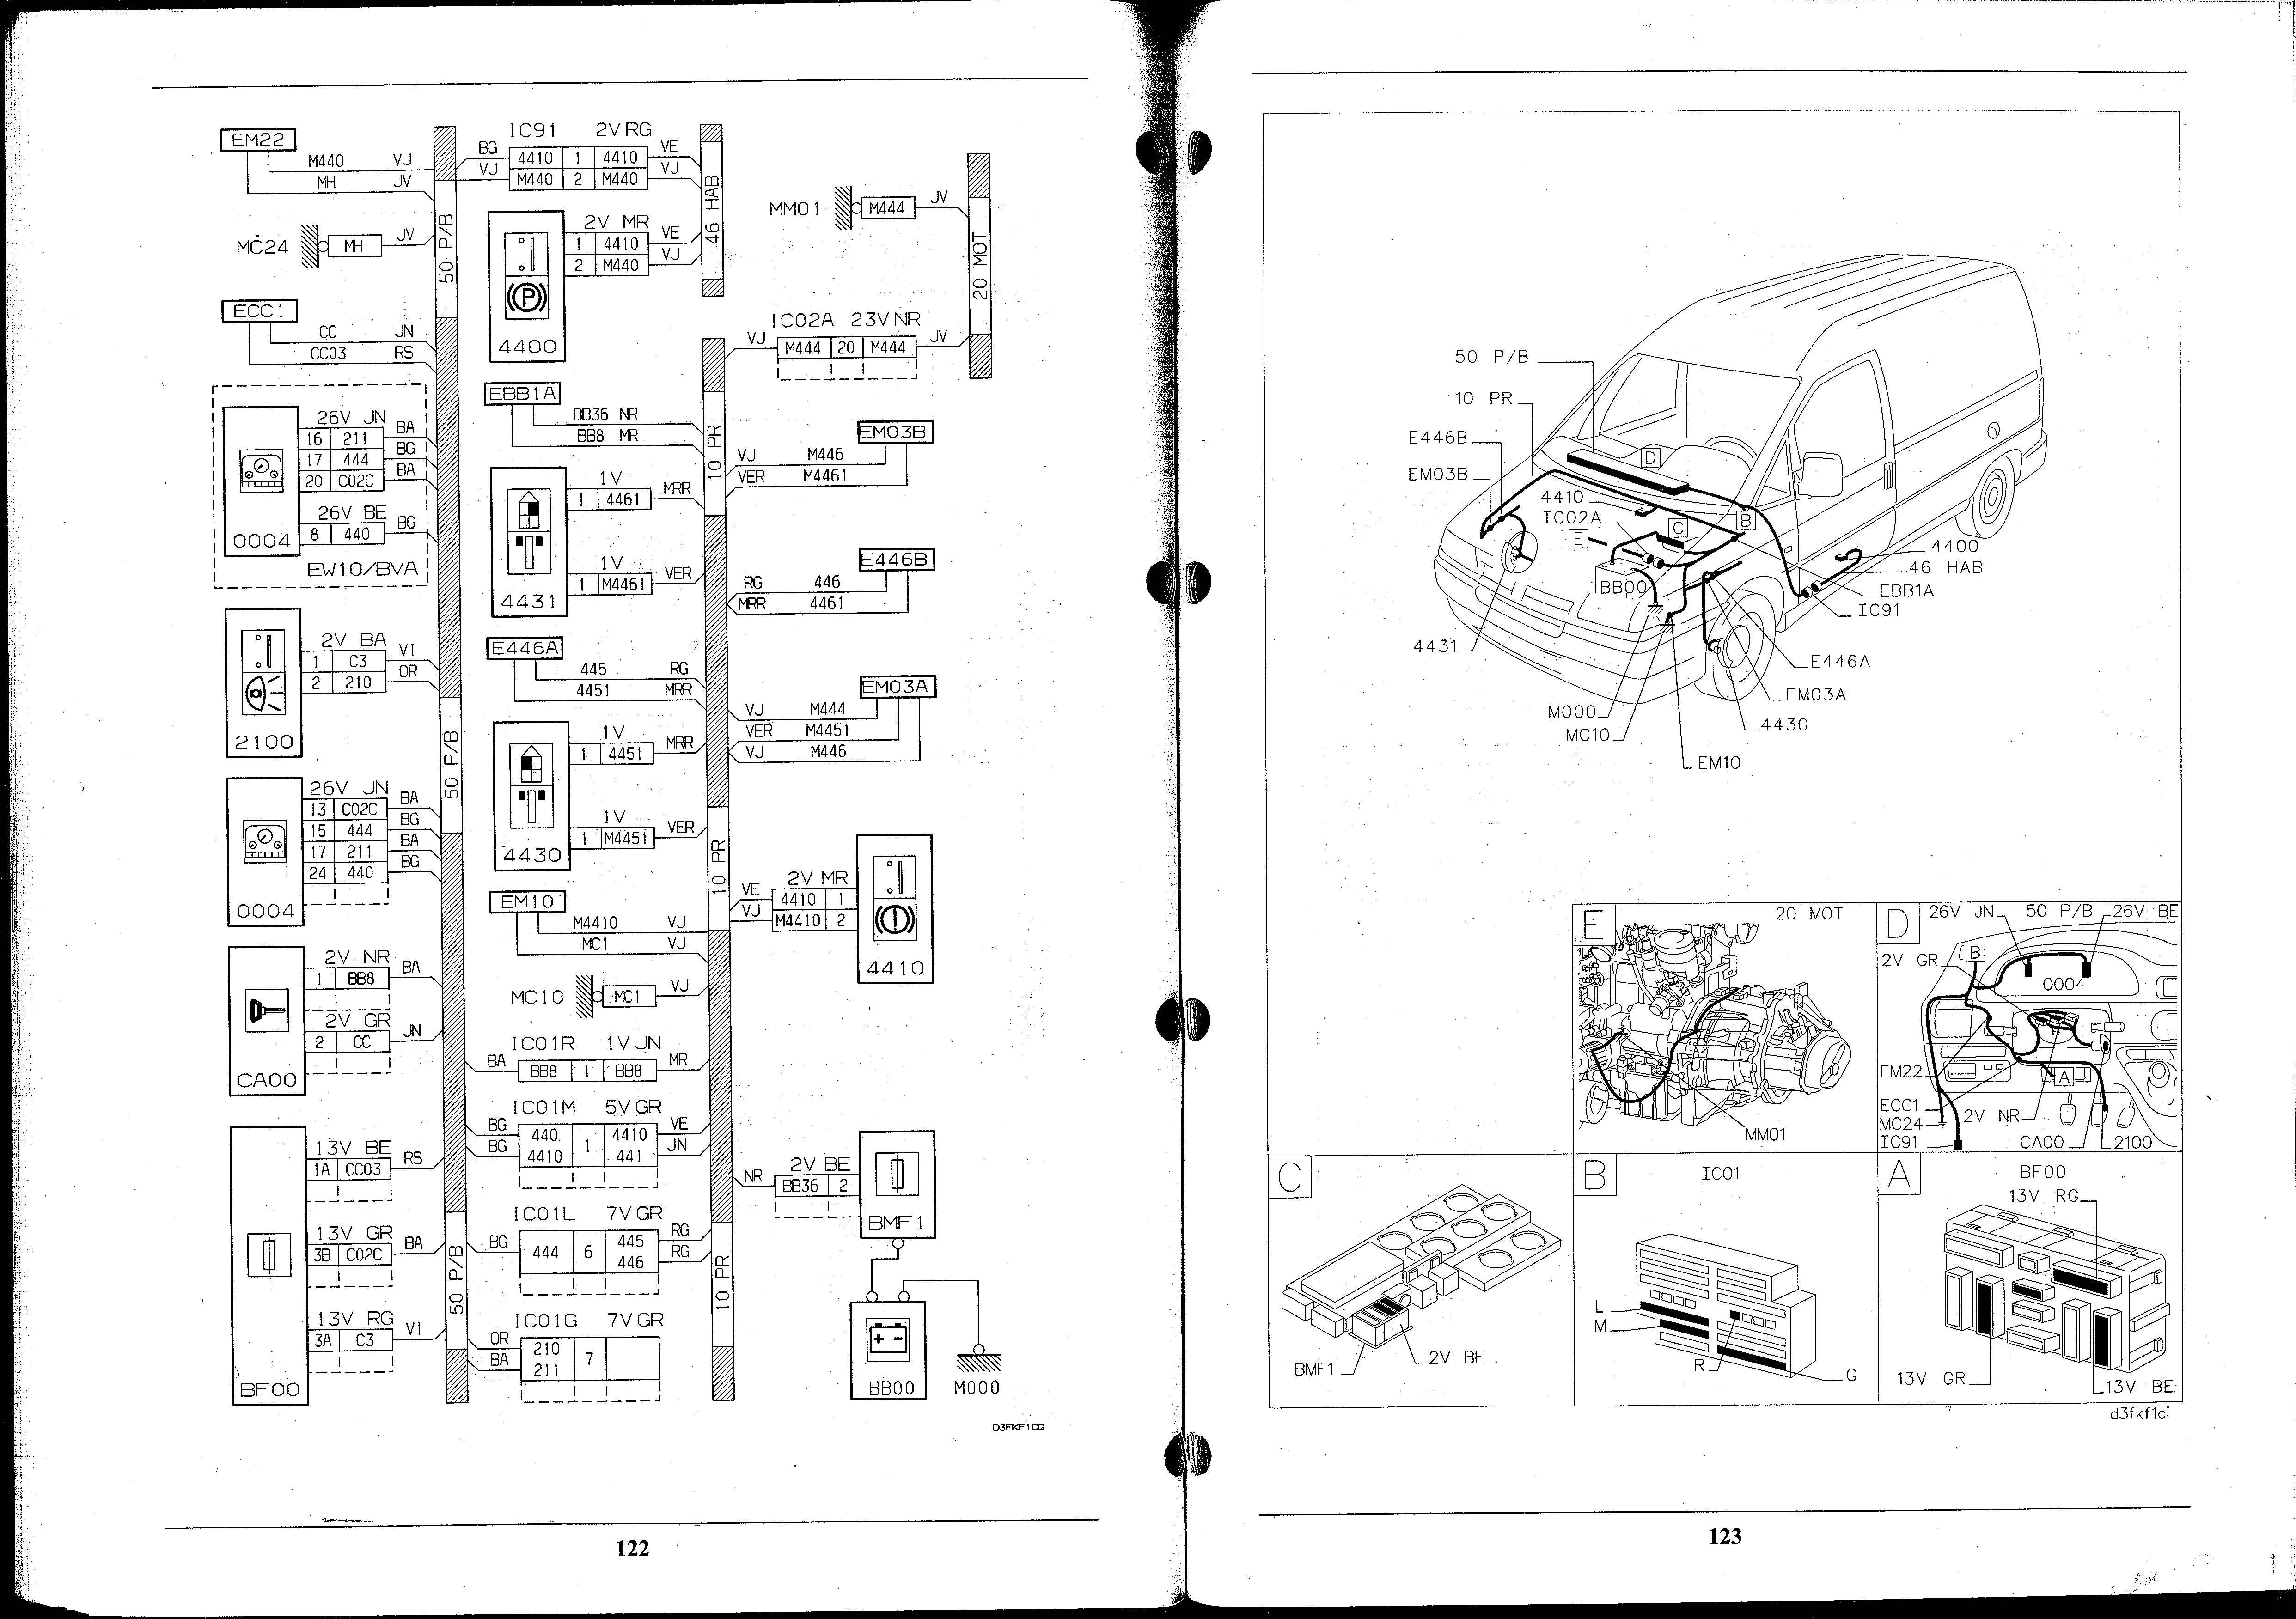 EM22
M440 VJ
MH JV
MC24
MH
JV
50 P/B
ECC1
CC JN
CC03 RS
26V JN
16 211 BA
17 444 BG
20 C02C BA
26V BE
8 440 BG
0004
EW10/BVA
2V BA
1 C3 VI
2 210 OR
2100
50 P/B
26V JN
13 C02C BA
15 444 BG
17 211 BA
24 440 BG
0004
2V NR
1 BB8 BA
2V GR
2 CC JN
CA00
13V BE
1A CC03 RS
13V GR
3B C02C BA
13V RG
3A C3 VI
BF00
50 P/B
IC91 2V RG
BG 4410 1 4410 VE
VJ M440 2 M440 VJ
46 HAB
2V MR
1 4410 VE
2 M440 VJ
P
4400
EBB1A
BB36 NR
BB8 MR
10 PR
1V
1 4461 MRR
1V
1 M4461 VER
4431
E446A
445 RG
4451 MRR
1V
1 4451 MRR
1V
1 M4451 VER
4430
10 PR
EM10
M4410 VJ
MC1 VJ
MC10
MC1
VJ
IC01R 1V JN
BA BB8 1 BB8 MR
IC01M 5V GR
BG 440 1 4410 VE
BG 4410 441 JN
IC01L 7V GR
BG 444 6 445 RG
446 RG
IC01G 7V GR
OR 210 7
BA 211
10 PR
MM01
M444
JV
20 MOT
IC02A 23V NR
VJ M444 20 M444 JV
EM03B
VJ M446
VER M4461
E446B
RG 446
MRR 4461
EM03A
VJ M444
VER M4451
VJ M446
2V MR
VE 4410 1
VJ M4410 2
4410
2V BE
NR BB36 2
BMF1
+ -
BB00
M000
D3FKF1CG
122
50 P/B
10 PR
E446B
EM03B
D
4410
IC02A
B
C
E
BB00
4400
46 HAB
EBB1A
IC91
4431
E446A
EM03A
M000
4430
MC10
EM10
E
20 MOT
MM01
D
26V JN 50 P/B 26V BE
B
2V GR
0004
EM22
A
ECC1
2V NR
MC24
IC91
CA00
2100
C
BMF1
2V BE
B
IC01
L
M
R
G
A
BF00
13V RG
13V GR
13V BE
d3fkf1ci
123